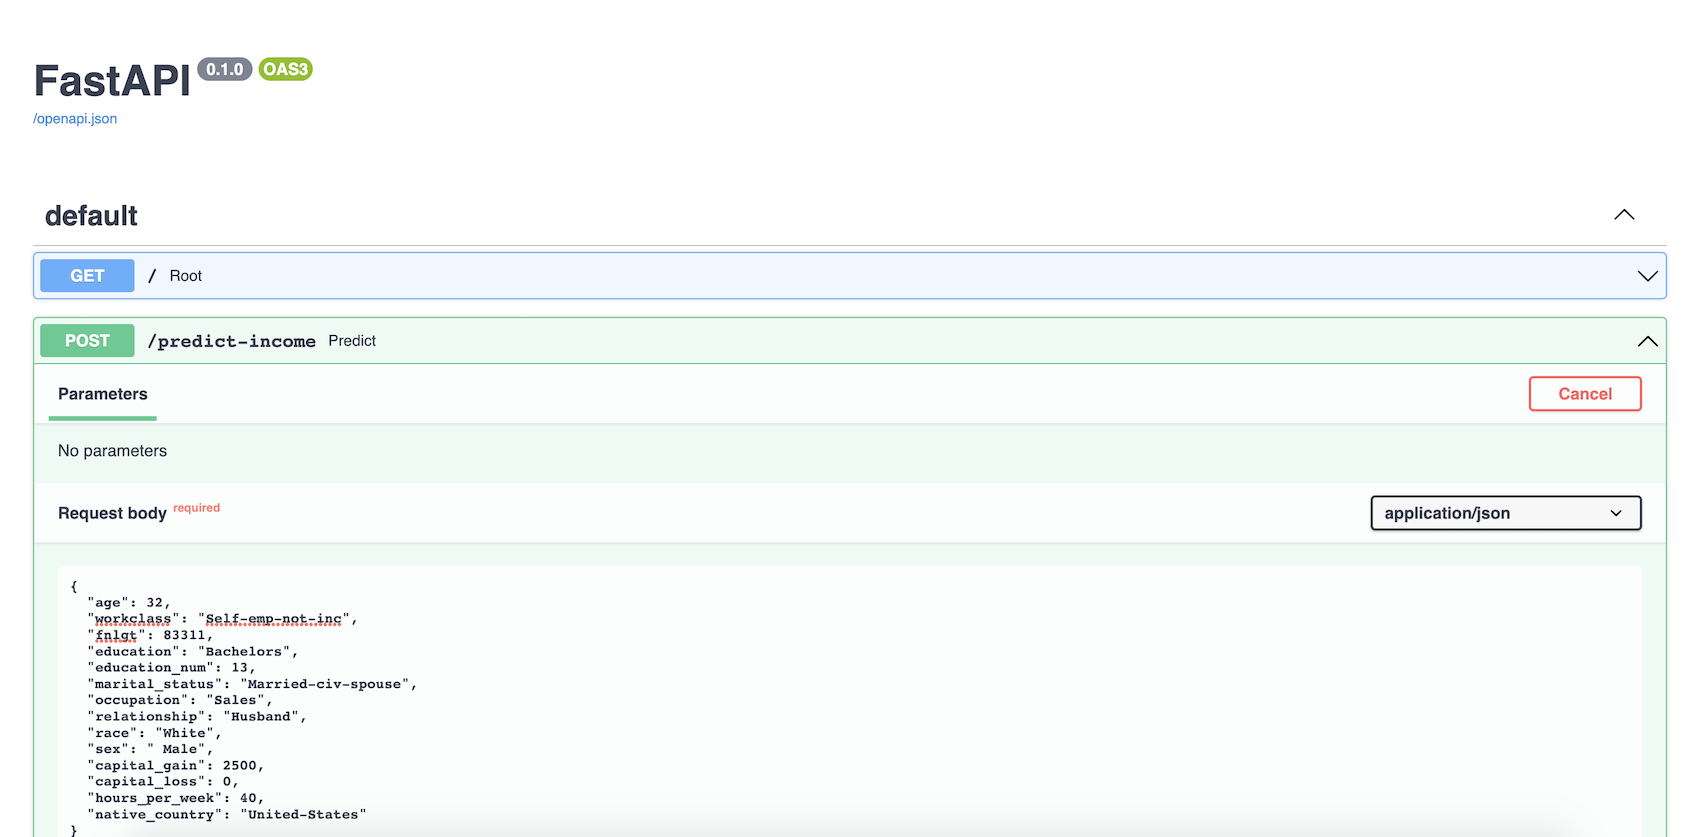 FastAPI 0.1.0 OAS3
/openapi.json
default
GET / Root
POST /predict-income Predict
Parameters Cancel
No parameters
Request body required application/json
{
  "age": 32,
  "workclass": "Self-emp-not-inc",
  "fnlgt": 83311,
  "education": "Bachelors",
  "education_num": 13,
  "marital_status": "Married-civ-spouse",
  "occupation": "Sales",
  "relationship": "Husband",
  "race": "White",
  "sex": " Male",
  "capital_gain": 2500,
  "capital_loss": 0,
  "hours_per_week": 40,
  "native_country": "United-States"
}